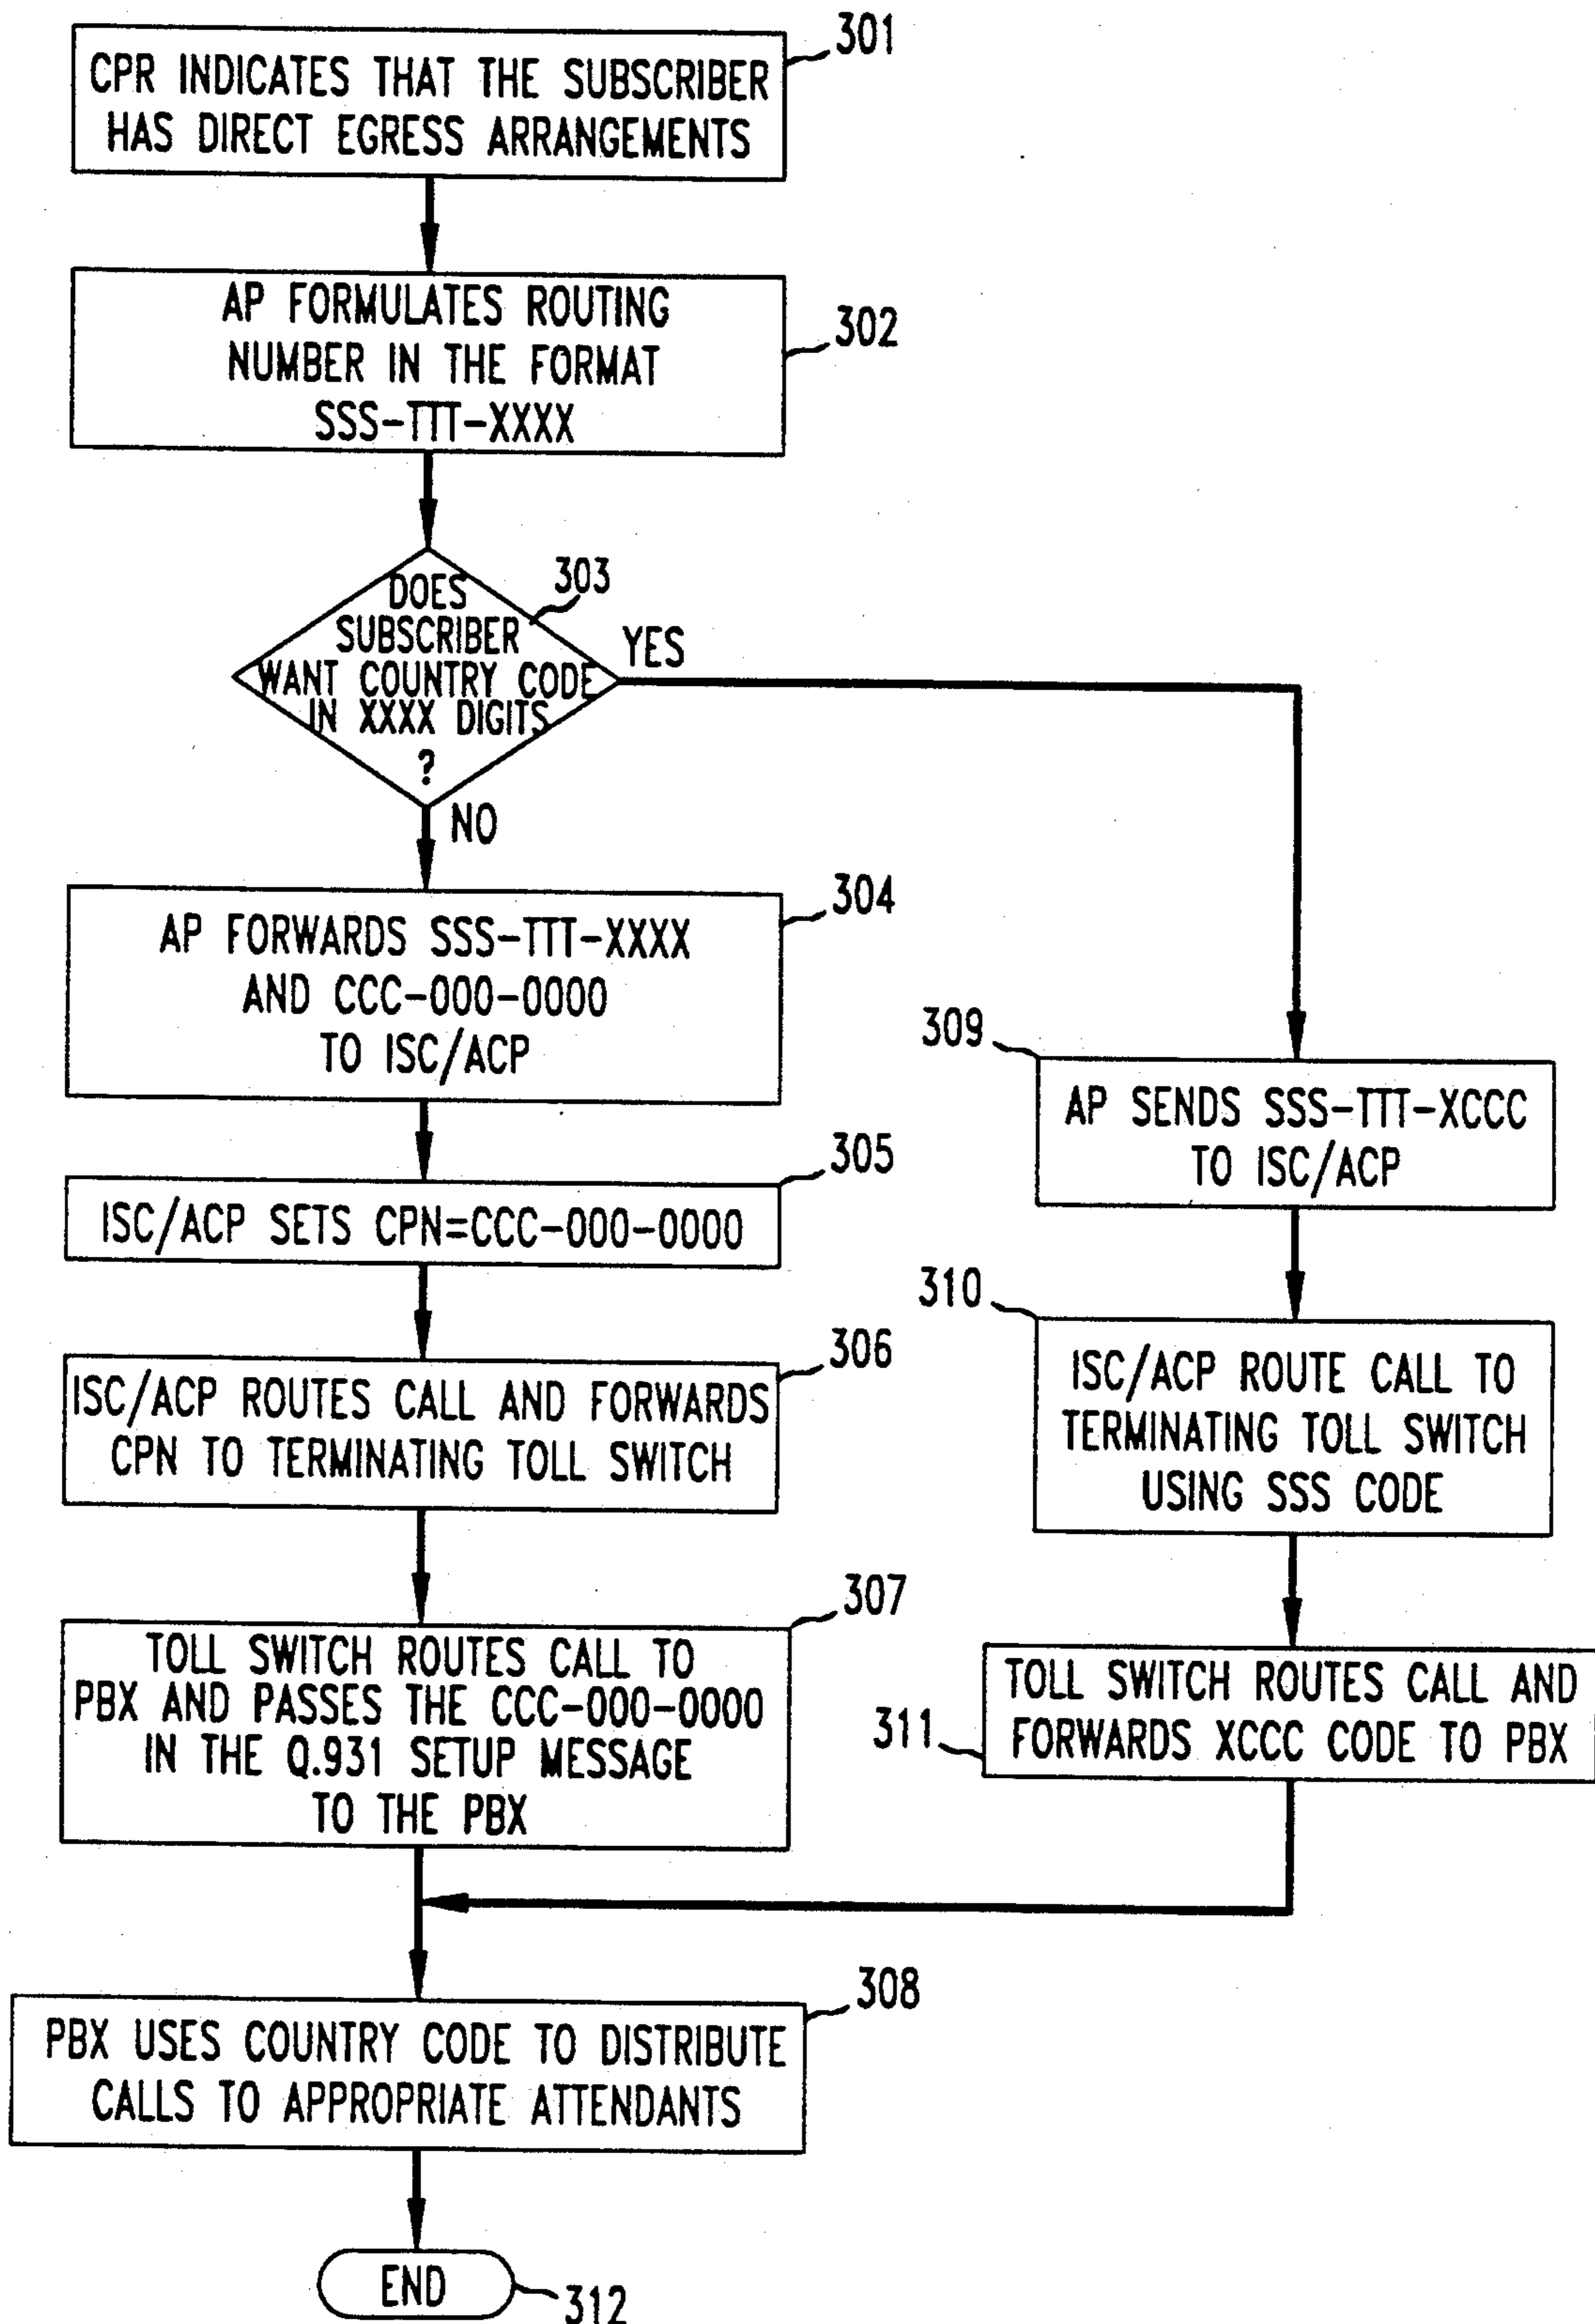 301
CPR INDICATES THAT THE SUBSCRIBER
HAS DIRECT EGRESS ARRANGEMENTS
302
AP FORMULATES ROUTING
NUMBER IN THE FORMAT
SSS-TTT-XXXX
303
DOES
SUBSCRIBER
WANT COUNTRY CODE
IN XXXX DIGITS
?
YES
NO
304
AP FORWARDS SSS-TTT-XXXX
AND CCC-000-0000
TO ISC/ACP
305
ISC/ACP SETS CPN=CCC-000-0000
306
ISC/ACP ROUTES CALL AND FORWARDS
CPN TO TERMINATING TOLL SWITCH
307
TOLL SWITCH ROUTES CALL TO
PBX AND PASSES THE CCC-000-0000
IN THE Q.931 SETUP MESSAGE
TO THE PBX
309
AP SENDS SSS-TTT-XCCC
TO ISC/ACP
310
ISC/ACP ROUTE CALL TO
TERMINATING TOLL SWITCH
USING SSS CODE
311
TOLL SWITCH ROUTES CALL AND
FORWARDS XCCC CODE TO PBX
308
PBX USES COUNTRY CODE TO DISTRIBUTE
CALLS TO APPROPRIATE ATTENDANTS
END
312